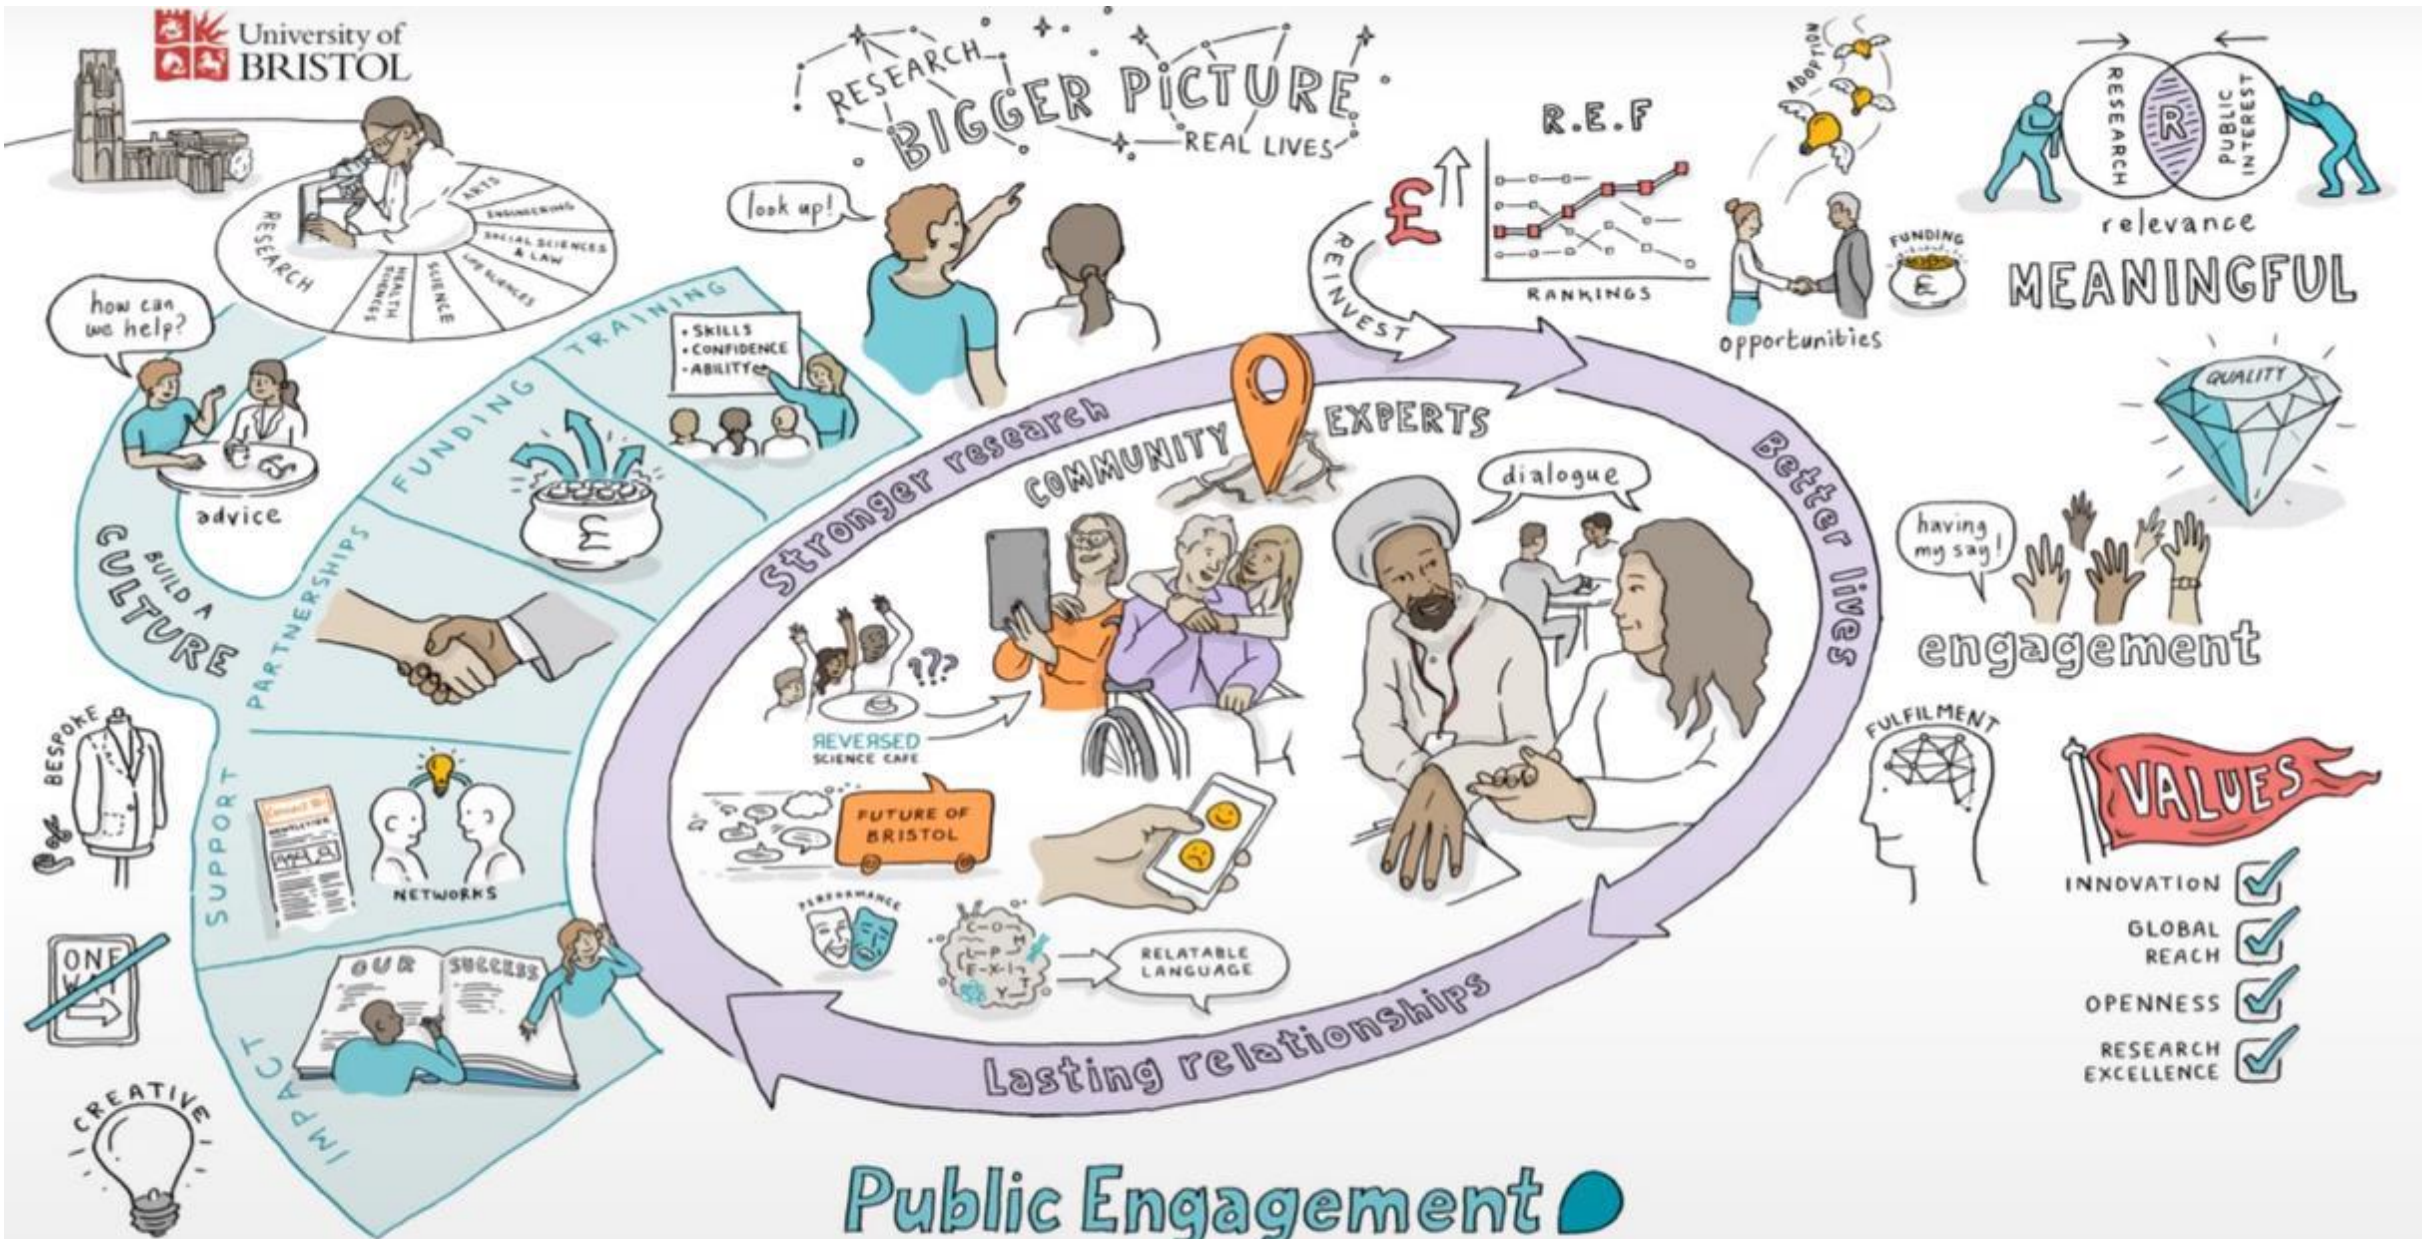 University of
BRISTOL
RESEARCH
ARTS
ENGINEERING
SOCIAL SCIENCES
& LAW
LIFE SCIENCES
SCIENCE
HEALTH
SCIENCES
how can
we help?
advice
BUILD A
CULTURE
TRAINING
• SKILLS
• CONFIDENCE
• ABILITY
FUNDING
£
PARTNERSHIPS
SUPPORT
NEWSLETTER
NETWORKS
IMPACT
OUR SUCCESS
BESPOKE
ONE
WAY
CREATIVE
RESEARCH
BIGGER PICTURE
REAL LIVES
look up!
REINVEST
£
R.E.F
RANKINGS
ADOPTION
opportunities
FUNDING
£
RESEARCH
R
PUBLIC
INTEREST
relevance
MEANINGFUL
QUALITY
having
my say!
engagement
FULFILMENT
VALUES
INNOVATION
GLOBAL
REACH
OPENNESS
RESEARCH
EXCELLENCE
Stronger research
Better lives
Lasting relationships
COMMUNITY EXPERTS
dialogue
???
REVERSED
SCIENCE CAFE
FUTURE OF
BRISTOL
PERFORMANCE
C-O-M
L-P
E-X-I-T
Y
RELATABLE
LANGUAGE
Public Engagement